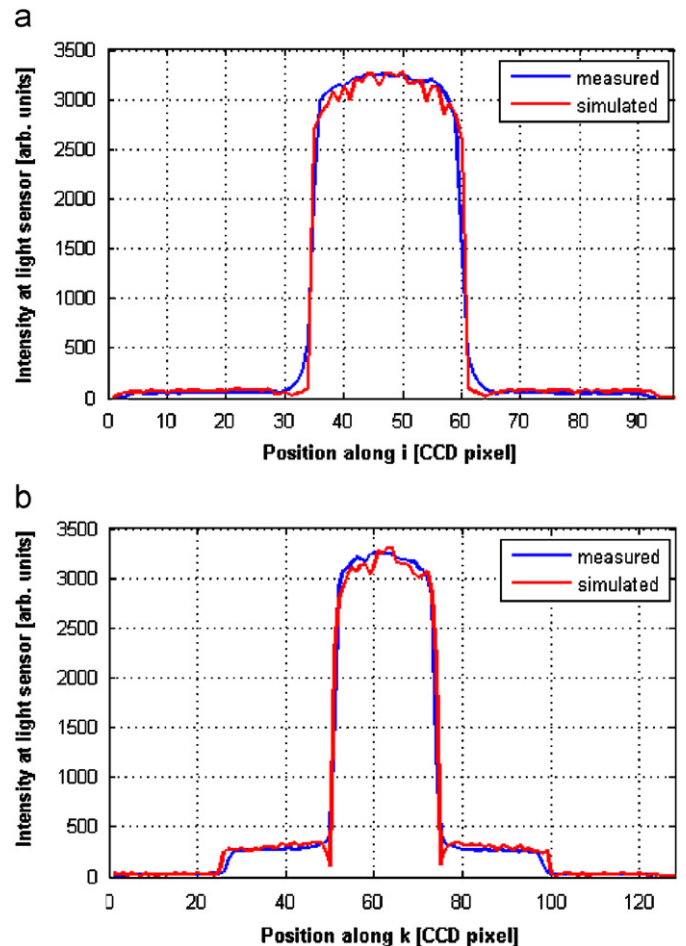 a
3500
3000
2500
2000
1500
1000
500
0
Intensity at light sensor [arb. units]
measured
simulated
0 10 20 30 40 50 60 70 80 90
Position along i [CCD pixel]
b
3500
3000
2500
2000
1500
1000
500
0
Intensity at light sensor [arb. units]
measured
simulated
0 20 40 60 80 100 120
Position along k [CCD pixel]